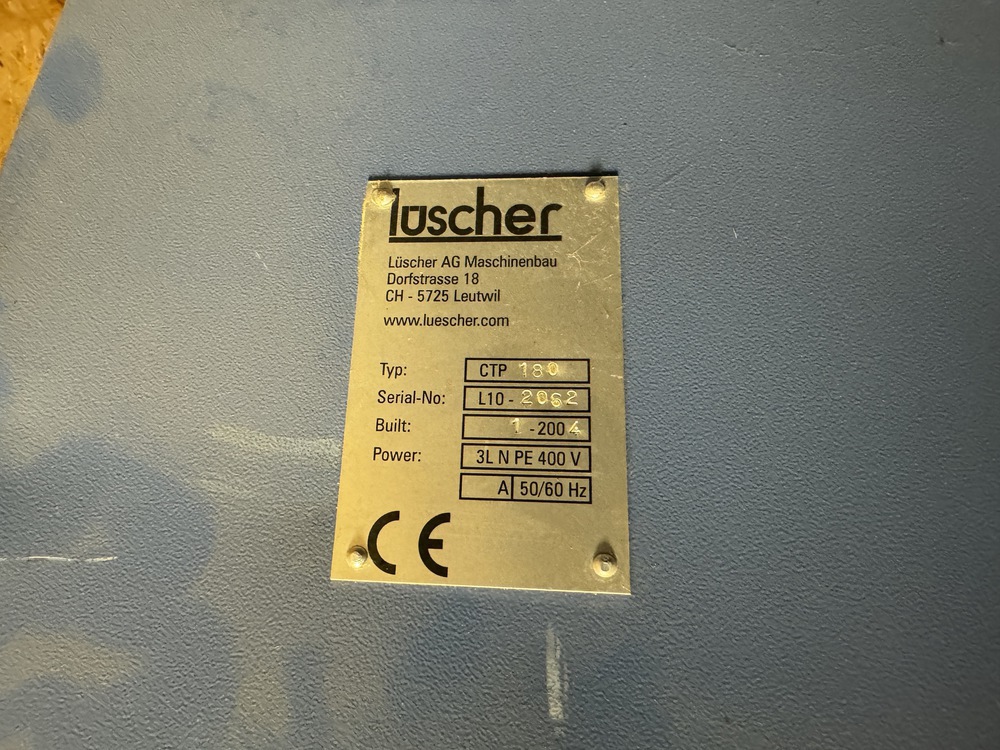 lüscher
Lüscher AG Maschinenbau
Dorfstrasse 18
CH - 5725 Leutwil
www.luescher.com
Typ: CTP 180
Serial-No: L10 - 2062
Built: 1 - 2004
Power: 3L N PE 400 V
A 50/60 Hz
CE